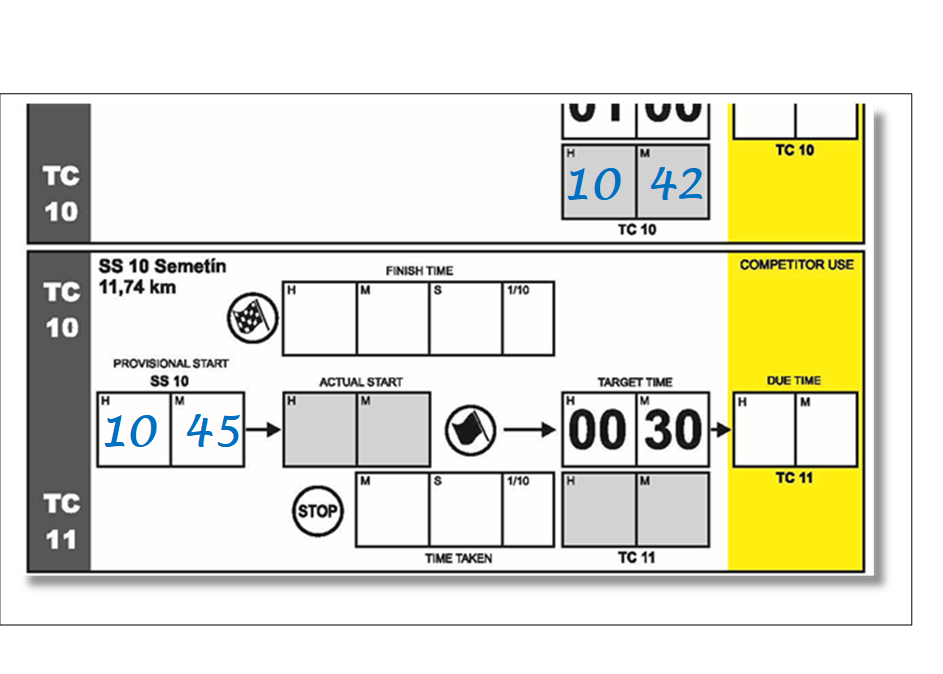 01 00
TC 10
H M
10 42
TC 10
TC
10
SS 10 Semetín
11,74 km
FINISH TIME
COMPETITOR USE
TC
10
H M S 1/10
PROVISIONAL START
SS 10
ACTUAL START
TARGET TIME
DUE TIME
H M
10 45
H M
H M
00 30
H M
TC 11
TC
11
STOP
M S 1/10
H M
TIME TAKEN
TC 11